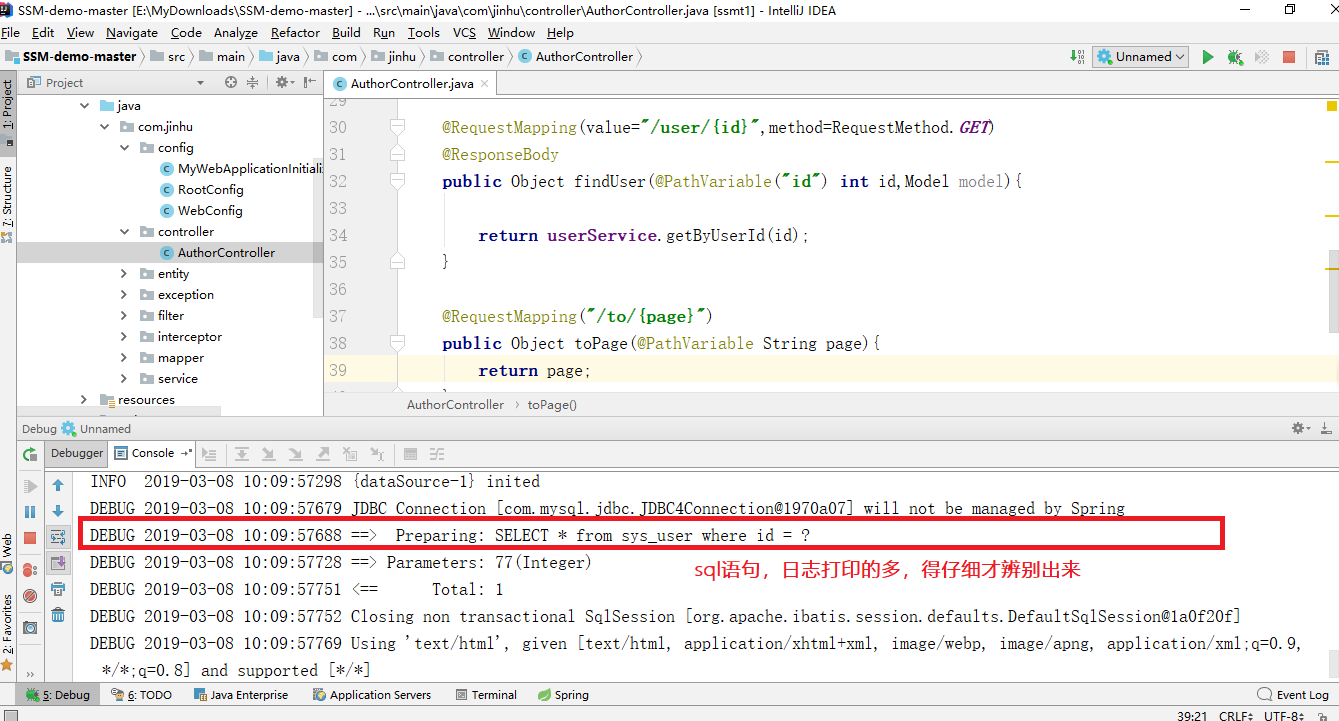 SSM-demo-master [E:\MyDownloads\SSM-demo-master] - ...\src\main\java\com\jinhu\controller\AuthorController.java [ssmt1] - IntelliJ IDEA
File Edit View Navigate Code Analyze Refactor Build Run Tools VCS Window Help
SSM-demo-master src main java com jinhu controller AuthorController Unnamed
Project
AuthorController.java
1: Project
7: Structure
Web
2: Favorites
java
com.jinhu
config
MyWebApplicationInitiali
RootConfig
WebConfig
controller
AuthorController
entity
exception
filter
interceptor
mapper
service
resources
29
30 @RequestMapping(value="/user/{id}",method=RequestMethod.GET)
31 @ResponseBody
32 public Object findUser(@PathVariable("id") int id,Model model){
33
34 return userService.getByUserId(id);
35 }
36
37 @RequestMapping("/to/{page}")
38 public Object toPage(@PathVariable String page){
39 return page;
AuthorController › toPage()
Debug Unnamed
Debugger Console
INFO 2019-03-08 10:09:57298 {dataSource-1} inited
DEBUG 2019-03-08 10:09:57679 JDBC Connection [com.mysql.jdbc.JDBC4Connection@1970a07] will not be managed by Spring
DEBUG 2019-03-08 10:09:57688 ==> Preparing: SELECT * from sys_user where id = ?
DEBUG 2019-03-08 10:09:57728 ==> Parameters: 77(Integer)
sql语句，日志打印的多，得仔细才辨别出来
DEBUG 2019-03-08 10:09:57751 <== Total: 1
DEBUG 2019-03-08 10:09:57752 Closing non transactional SqlSession [org.apache.ibatis.session.defaults.DefaultSqlSession@1a0f20f]
DEBUG 2019-03-08 10:09:57769 Using 'text/html', given [text/html, application/xhtml+xml, image/webp, image/apng, application/xml;q=0.9,
*/*;q=0.8] and supported [*/*]
5: Debug 6: TODO Java Enterprise Application Servers Terminal Spring Event Log
39:21 CRLF UTF-8